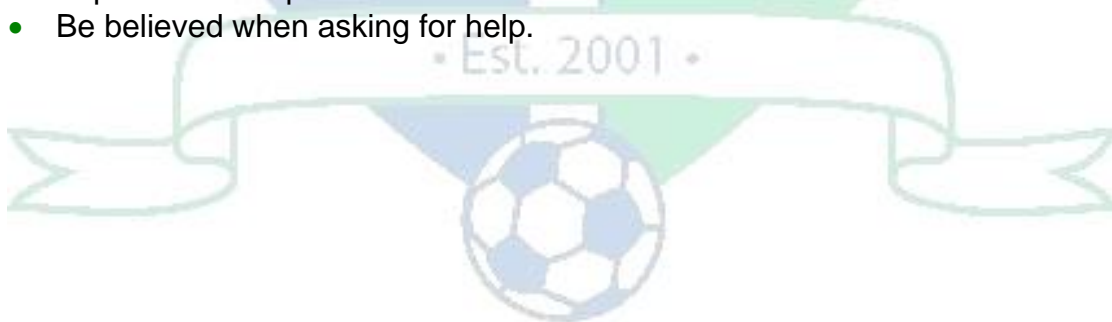 • Be believed when asking for help.
• Est. 2001 •